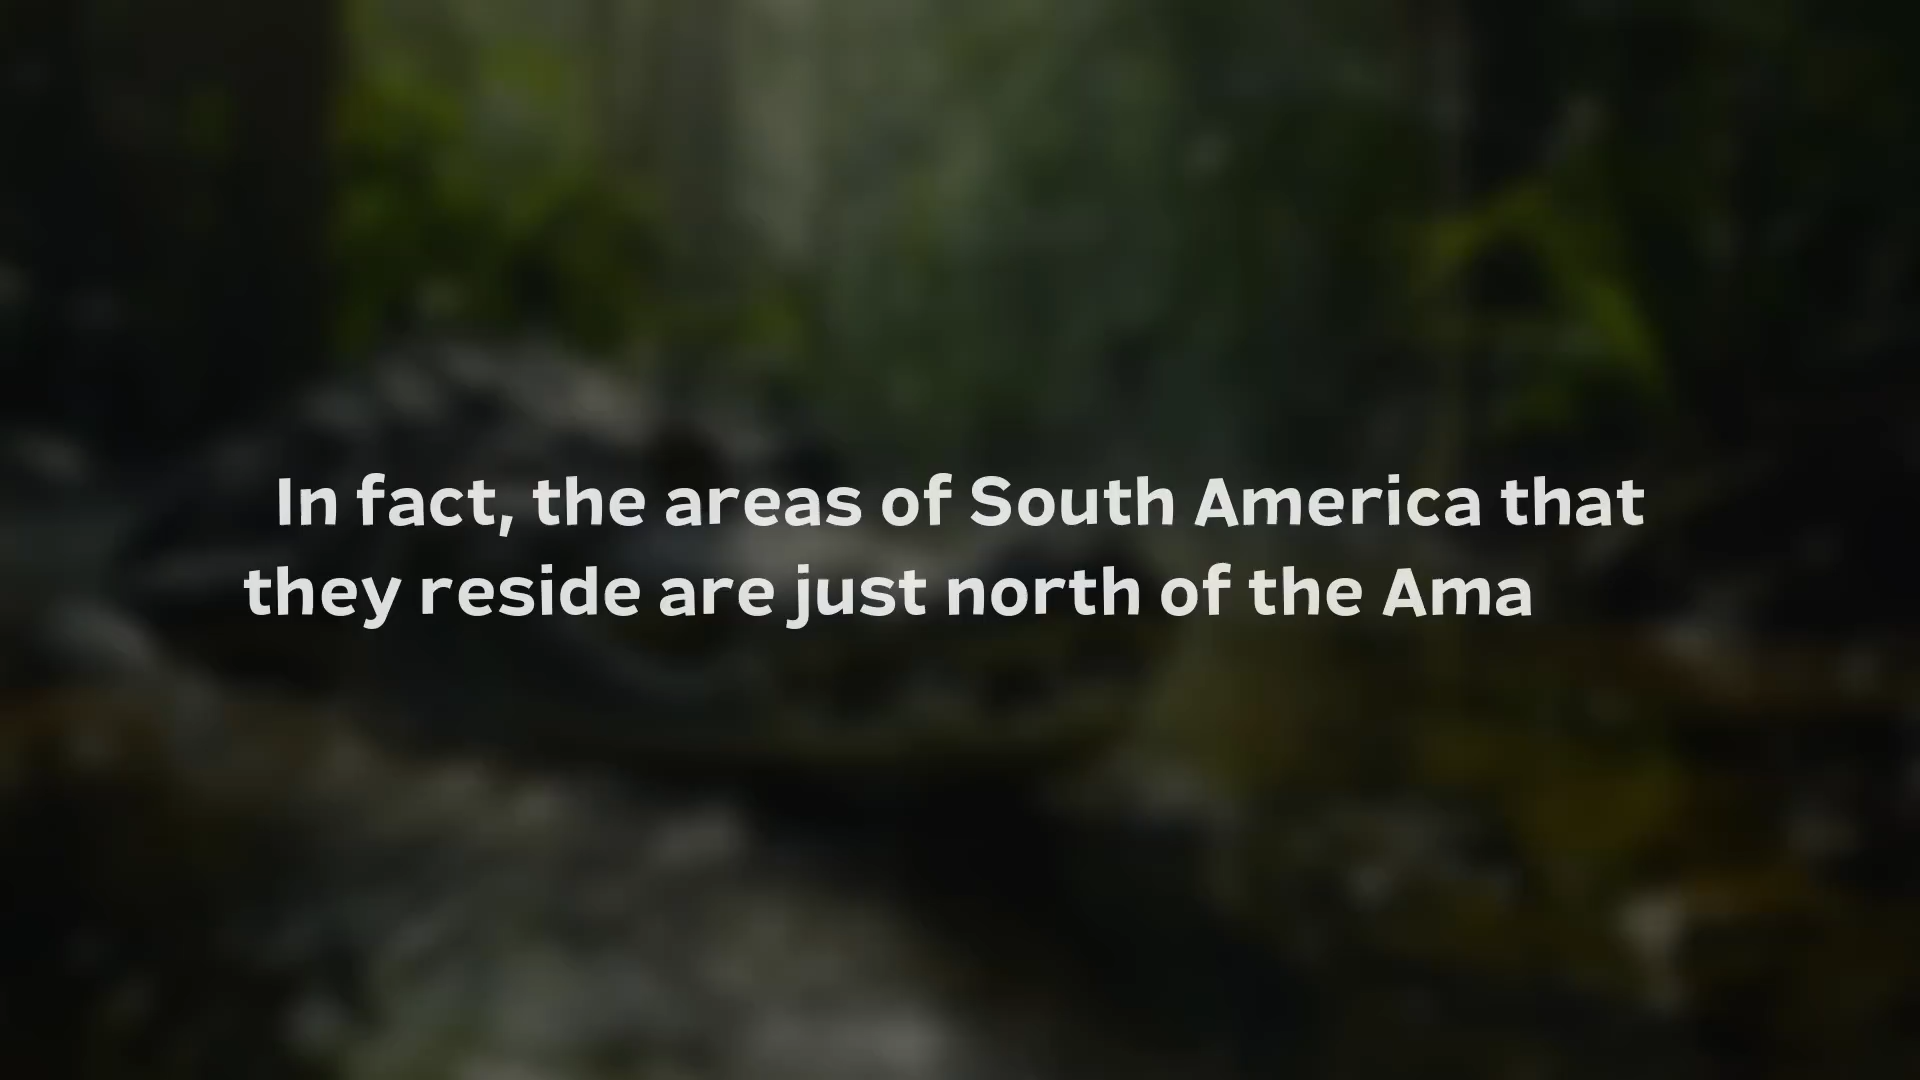 In fact, the areas of South America that
they reside are just north of the Ama